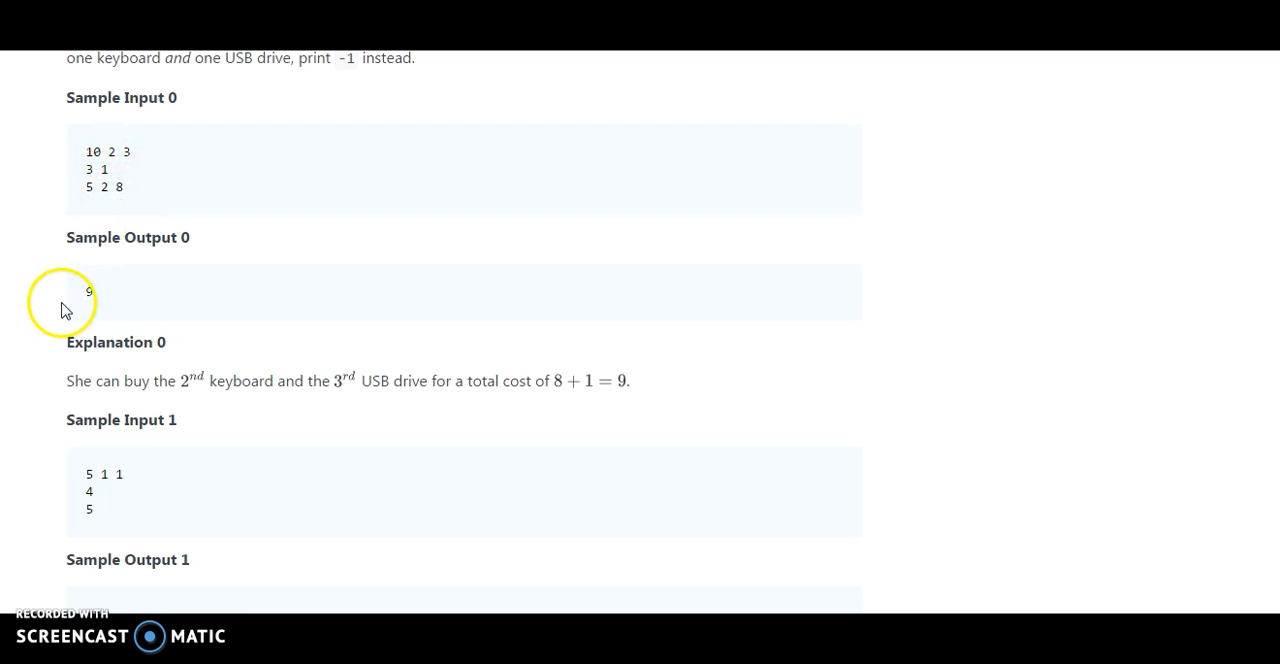 one keyboard and one USB drive, print -1 instead.
Sample Input 0
10 2 3
3 1
5 2 8
Sample Output 0
9
Explanation 0
She can buy the 2nd keyboard and the 3rd USB drive for a total cost of 8 + 1 = 9.
Sample Input 1
5 1 1
4
5
Sample Output 1
RECORDED WITH
SCREENCAST MATIC